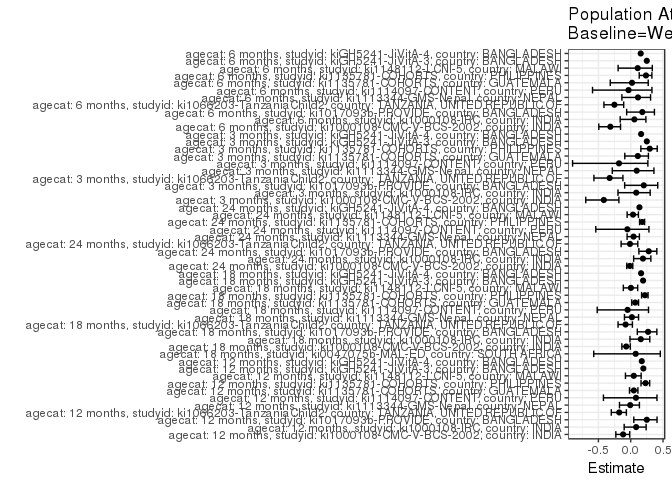 Population At
Baseline=We
agecat: 6 months, studyid: kiGH5241-JiVitA-4, country: BANGLADESH
agecat: 6 months, studyid: kiGH5241-JiVitA-3, country: BANGLADESH
agecat: 6 months, studyid: ki1148112-LCNI-5, country: MALAWI
agecat: 6 months, studyid: ki1135781-COHORTS, country: PHILIPPINES
agecat: 6 months, studyid: ki1135781-COHORTS, country: GUATEMALA
agecat: 6 months, studyid: ki1114097-CONTENT, country: PERU
agecat: 6 months, studyid: ki1113344-GMS-Nepal, country: NEPAL
agecat: 6 months, studyid: ki1066203-TanzaniaChild2, country: TANZANIA, UNITED REPUBLIC OF
agecat: 6 months, studyid: ki1017093b-PROVIDE, country: BANGLADESH
agecat: 6 months, studyid: ki1000108-IRC, country: INDIA
agecat: 6 months, studyid: ki1000108-CMC-V-BCS-2002, country: INDIA
agecat: 3 months, studyid: kiGH5241-JiVitA-4, country: BANGLADESH
agecat: 3 months, studyid: kiGH5241-JiVitA-3, country: BANGLADESH
agecat: 3 months, studyid: ki1135781-COHORTS, country: PHILIPPINES
agecat: 3 months, studyid: ki1135781-COHORTS, country: GUATEMALA
agecat: 3 months, studyid: ki1114097-CONTENT, country: PERU
agecat: 3 months, studyid: ki1113344-GMS-Nepal, country: NEPAL
agecat: 3 months, studyid: ki1066203-TanzaniaChild2, country: TANZANIA, UNITED REPUBLIC OF
agecat: 3 months, studyid: ki1017093b-PROVIDE, country: BANGLADESH
agecat: 3 months, studyid: ki1000108-IRC, country: INDIA
agecat: 3 months, studyid: ki1000108-CMC-V-BCS-2002, country: INDIA
agecat: 24 months, studyid: kiGH5241-JiVitA-3, country: BANGLADESH
agecat: 24 months, studyid: ki1148112-LCNI-5, country: MALAWI
agecat: 24 months, studyid: ki1135781-COHORTS, country: PHILIPPINES
agecat: 24 months, studyid: ki1114097-CONTENT, country: PERU
agecat: 24 months, studyid: ki1113344-GMS-Nepal, country: NEPAL
agecat: 24 months, studyid: ki1066203-TanzaniaChild2, country: TANZANIA, UNITED REPUBLIC OF
agecat: 24 months, studyid: ki1017093b-PROVIDE, country: BANGLADESH
agecat: 24 months, studyid: ki1000108-IRC, country: INDIA
agecat: 24 months, studyid: ki1000108-CMC-V-BCS-2002, country: INDIA
agecat: 18 months, studyid: kiGH5241-JiVitA-4, country: BANGLADESH
agecat: 18 months, studyid: kiGH5241-JiVitA-3, country: BANGLADESH
agecat: 18 months, studyid: ki1148112-LCNI-5, country: MALAWI
agecat: 18 months, studyid: ki1135781-COHORTS, country: PHILIPPINES
agecat: 18 months, studyid: ki1135781-COHORTS, country: GUATEMALA
agecat: 18 months, studyid: ki1114097-CONTENT, country: PERU
agecat: 18 months, studyid: ki1113344-GMS-Nepal, country: NEPAL
agecat: 18 months, studyid: ki1066203-TanzaniaChild2, country: TANZANIA, UNITED REPUBLIC OF
agecat: 18 months, studyid: ki1017093b-PROVIDE, country: BANGLADESH
agecat: 18 months, studyid: ki1000108-IRC, country: INDIA
agecat: 18 months, studyid: ki1000108-CMC-V-BCS-2002, country: INDIA
agecat: 18 months, studyid: ki0047075b-MAL-ED, country: SOUTH AFRICA
agecat: 12 months, studyid: kiGH5241-JiVitA-4, country: BANGLADESH
agecat: 12 months, studyid: kiGH5241-JiVitA-3, country: BANGLADESH
agecat: 12 months, studyid: ki1148112-LCNI-5, country: MALAWI
agecat: 12 months, studyid: ki1135781-COHORTS, country: PHILIPPINES
agecat: 12 months, studyid: ki1135781-COHORTS, country: GUATEMALA
agecat: 12 months, studyid: ki1114097-CONTENT, country: PERU
agecat: 12 months, studyid: ki1113344-GMS-Nepal, country: NEPAL
agecat: 12 months, studyid: ki1066203-TanzaniaChild2, country: TANZANIA, UNITED REPUBLIC OF
agecat: 12 months, studyid: ki1017093b-PROVIDE, country: BANGLADESH
agecat: 12 months, studyid: ki1000108-IRC, country: INDIA
agecat: 12 months, studyid: ki1000108-CMC-V-BCS-2002, country: INDIA
-0.5 0.0 0.5
Estimate